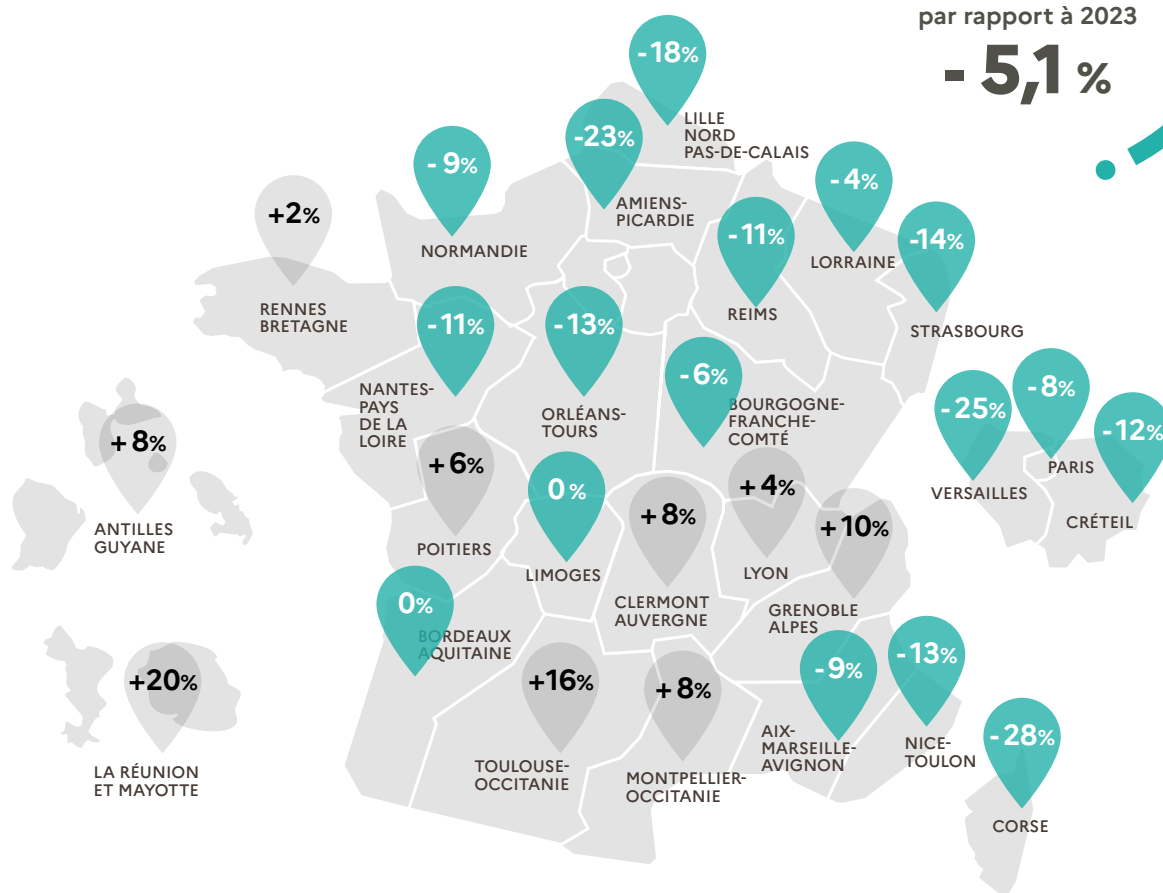 par rapport à 2023
- 5,1 %
- 18%
LILLE
NORD
PAS-DE-CALAIS
-23%
AMIENS-
PICARDIE
- 9%
NORMANDIE
- 4%
LORRAINE
+2%
RENNES
BRETAGNE
- 11%
REIMS
-14%
STRASBOURG
- 11%
NANTES-
PAYS
DE LA
LOIRE
- 13%
ORLÉANS-
TOURS
- 6%
BOURGOGNE-
FRANCHE-
COMTÉ
- 25%
VERSAILLES
- 8%
PARIS
- 12%
CRÉTEIL
+ 8%
ANTILLES
GUYANE
+ 6%
POITIERS
0 %
LIMOGES
+ 8%
CLERMONT
AUVERGNE
+ 4%
LYON
+ 10%
GRENOBLE
ALPES
0%
BORDEAUX
AQUITAINE
+20%
LA RÉUNION
ET MAYOTTE
+16%
TOULOUSE-
OCCITANIE
+ 8%
MONTPELLIER-
OCCITANIE
- 9%
AIX-
MARSEILLE-
AVIGNON
- 13%
NICE-
TOULON
- 28%
CORSE